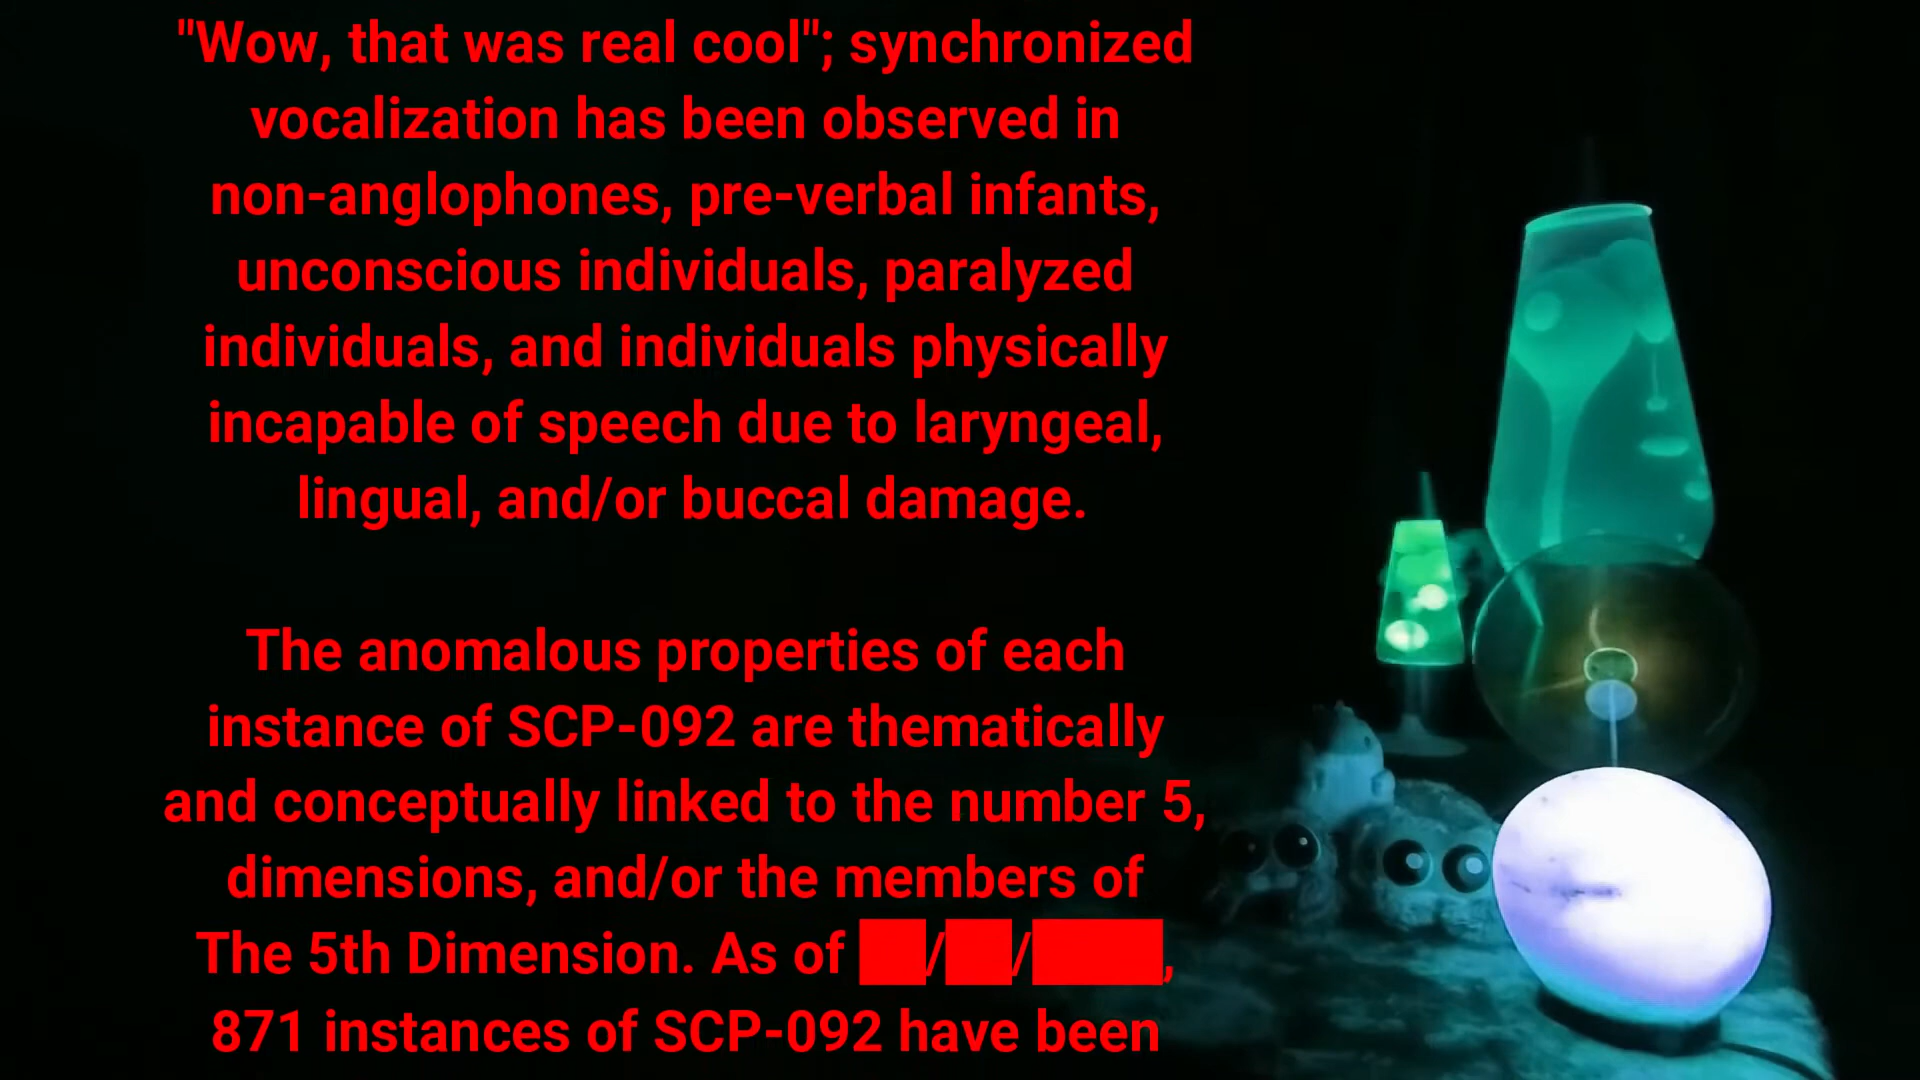 "Wow, that was real cool"; synchronized
vocalization has been observed in
non-anglophones, pre-verbal infants,
unconscious individuals, paralyzed
individuals, and individuals physically
incapable of speech due to laryngeal,
lingual, and/or buccal damage.
The anomalous properties of each
instance of SCP-092 are thematically
and conceptually linked to the number 5,
dimensions, and/or the members of
The 5th Dimension. As of ██/██/████,
871 instances of SCP-092 have been